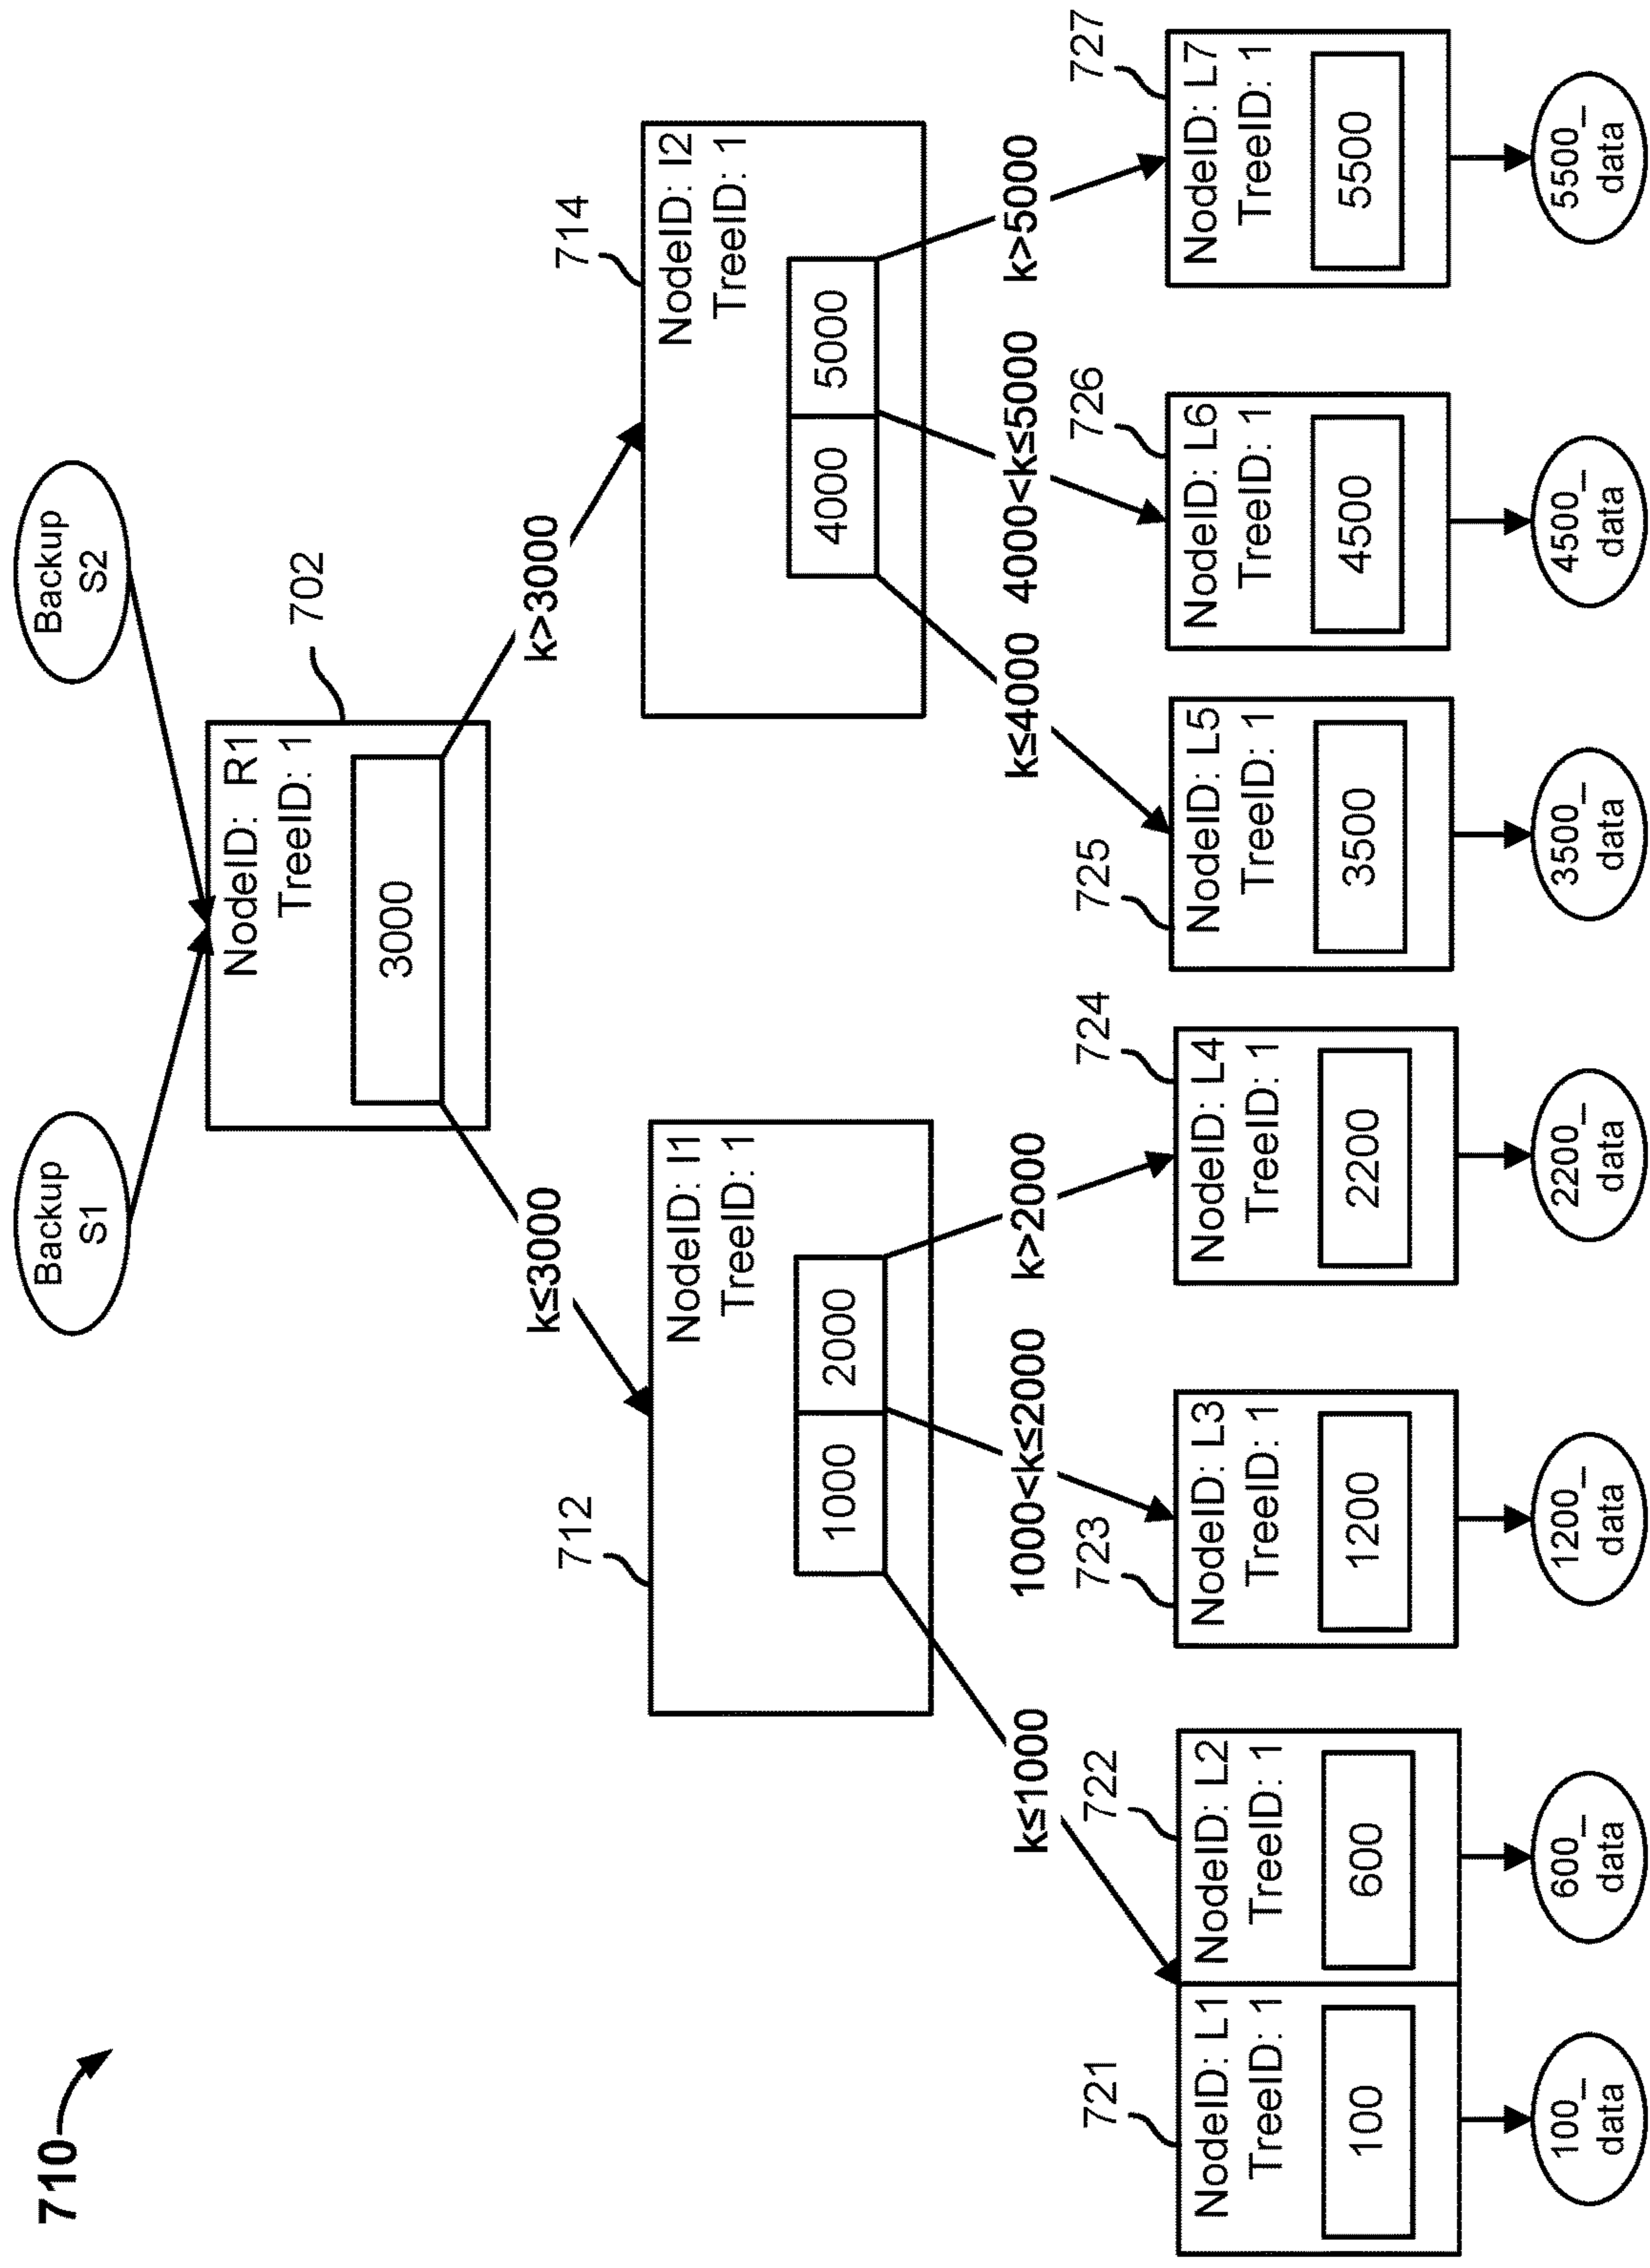 710
Backup
S1
Backup
S2
702
NodeID: R1
TreeID: 1
3000
k≤3000
k>3000
712
NodeID: I1
TreeID: 1
1000
2000
714
NodeID: I2
TreeID: 1
4000
5000
k≤1000
1000<k≤2000
k>2000
k≤4000
4000<k≤5000
k>5000
721
NodeID: L1
TreeID: 1
100
722
NodeID: L2
TreeID: 1
600
723
NodeID: L3
TreeID: 1
1200
724
NodeID: L4
TreeID: 1
2200
725
NodeID: L5
TreeID: 1
3500
726
NodeID: L6
TreeID: 1
4500
727
NodeID: L7
TreeID: 1
5500
100_
data
600_
data
1200_
data
2200_
data
3500_
data
4500_
data
5500_
data